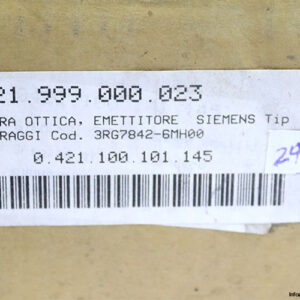 21.999.000.023
RA OTTICA, EMETTITORE SIEMENS Tip
RAGGI Cod. 3RG7842-6MH00
0.421.100.101.145
24